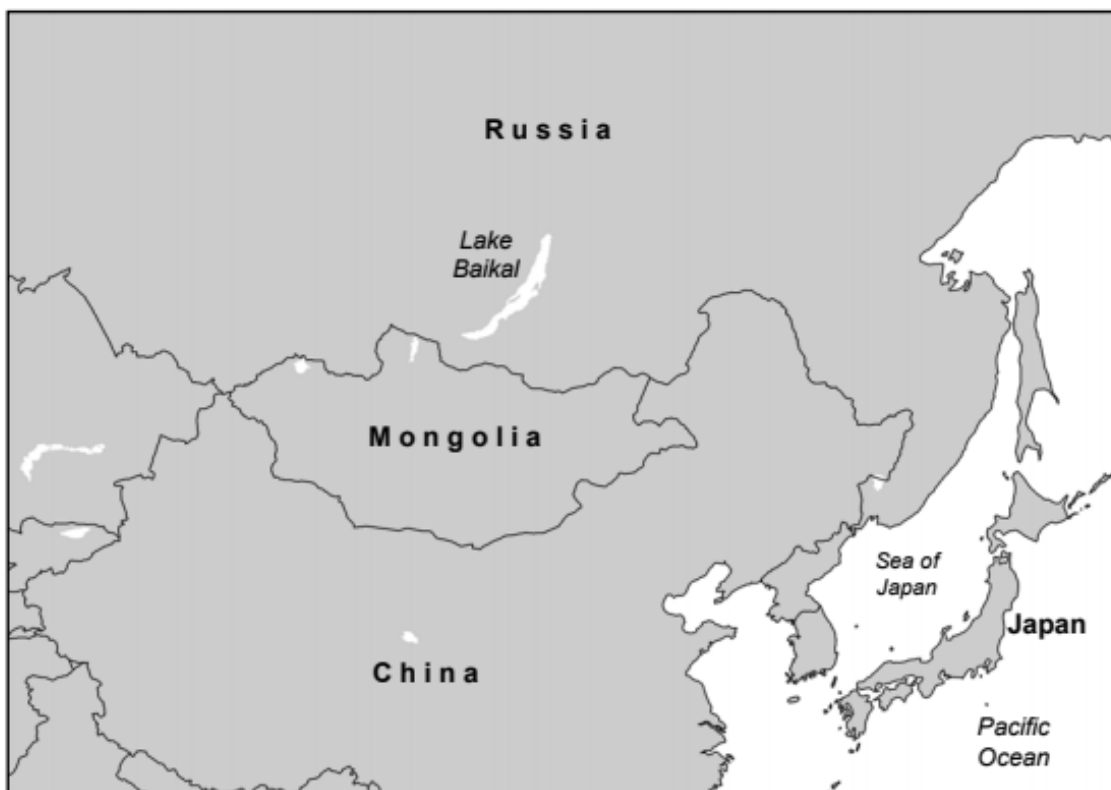 Russia
Lake
Baikal
Mongolia
Sea of
Japan
Japan
China
Pacific
Ocean